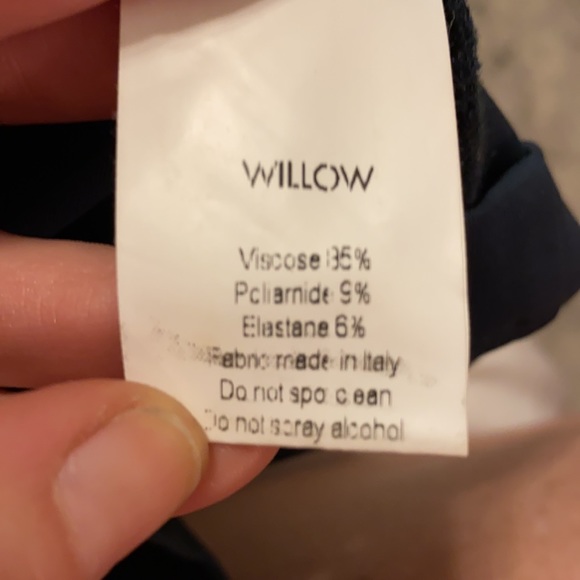 WILLOW
Viscose 85%
Poliamide 9%
Elastane 6%
Fabric made in Italy
Do not spot clean
Do not spray alcohol